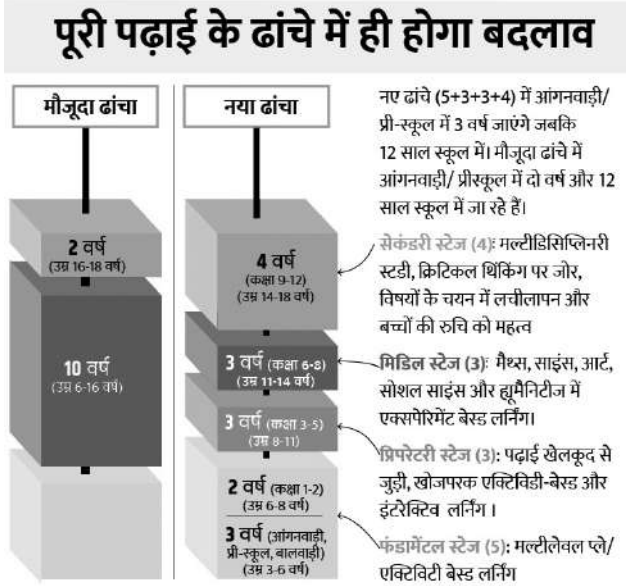 पूरी पढ़ाई के ढांचे में ही होगा बदलाव
मौजूदा ढांचा
2 वर्ष
(उम्र 16-18 वर्ष)
10 वर्ष
(उम्र 6-16 वर्ष)
नया ढांचा
4 वर्ष
(कक्षा 9-12)
(उम्र 14-18 वर्ष)
3 वर्ष (कक्षा 6-8)
(उम्र 11-14 वर्ष)
3 वर्ष (कक्षा 3-5)
(उम्र 8-11)
2 वर्ष (कक्षा 1-2)
(उम्र 6-8 वर्ष)
3 वर्ष (आंगनवाड़ी,
प्री-स्कूल, बालवाड़ी)
(उम्र 3-6 वर्ष)
नए ढांचे (5+3+3+4) में आंगनवाड़ी/
प्री-स्कूल में 3 वर्ष जाएंगे जबकि
12 साल स्कूल में। मौजूदा ढांचे में
आंगनवाड़ी/ प्रीस्कूल में दो वर्ष और 12
साल स्कूल में जा रहे हैं।
सेकंडरी स्टेज (4): मल्टीडिसिप्लिनरी
स्टडी, क्रिटिकल थिंकिंग पर जोर,
विषयों के चयन में लचीलापन और
बच्चों की रुचि को महत्व
मिडिल स्टेज (3): मैथ्स, साइंस, आर्ट,
सोशल साइंस और ह्यूमैनिटीज में
एक्सपेरिमेंट बेस्ड लर्निंग।
प्रिपरेटरी स्टेज (3): पढ़ाई खेलकूद से
जुड़ी, खोजपरक एक्टिविडी-बेस्ड और
इंटरेक्टिव लर्निंग ।
फंडामेंटल स्टेज (5): मल्टीलेवल प्ले/
एक्टिविटी बेस्ड लर्निंग